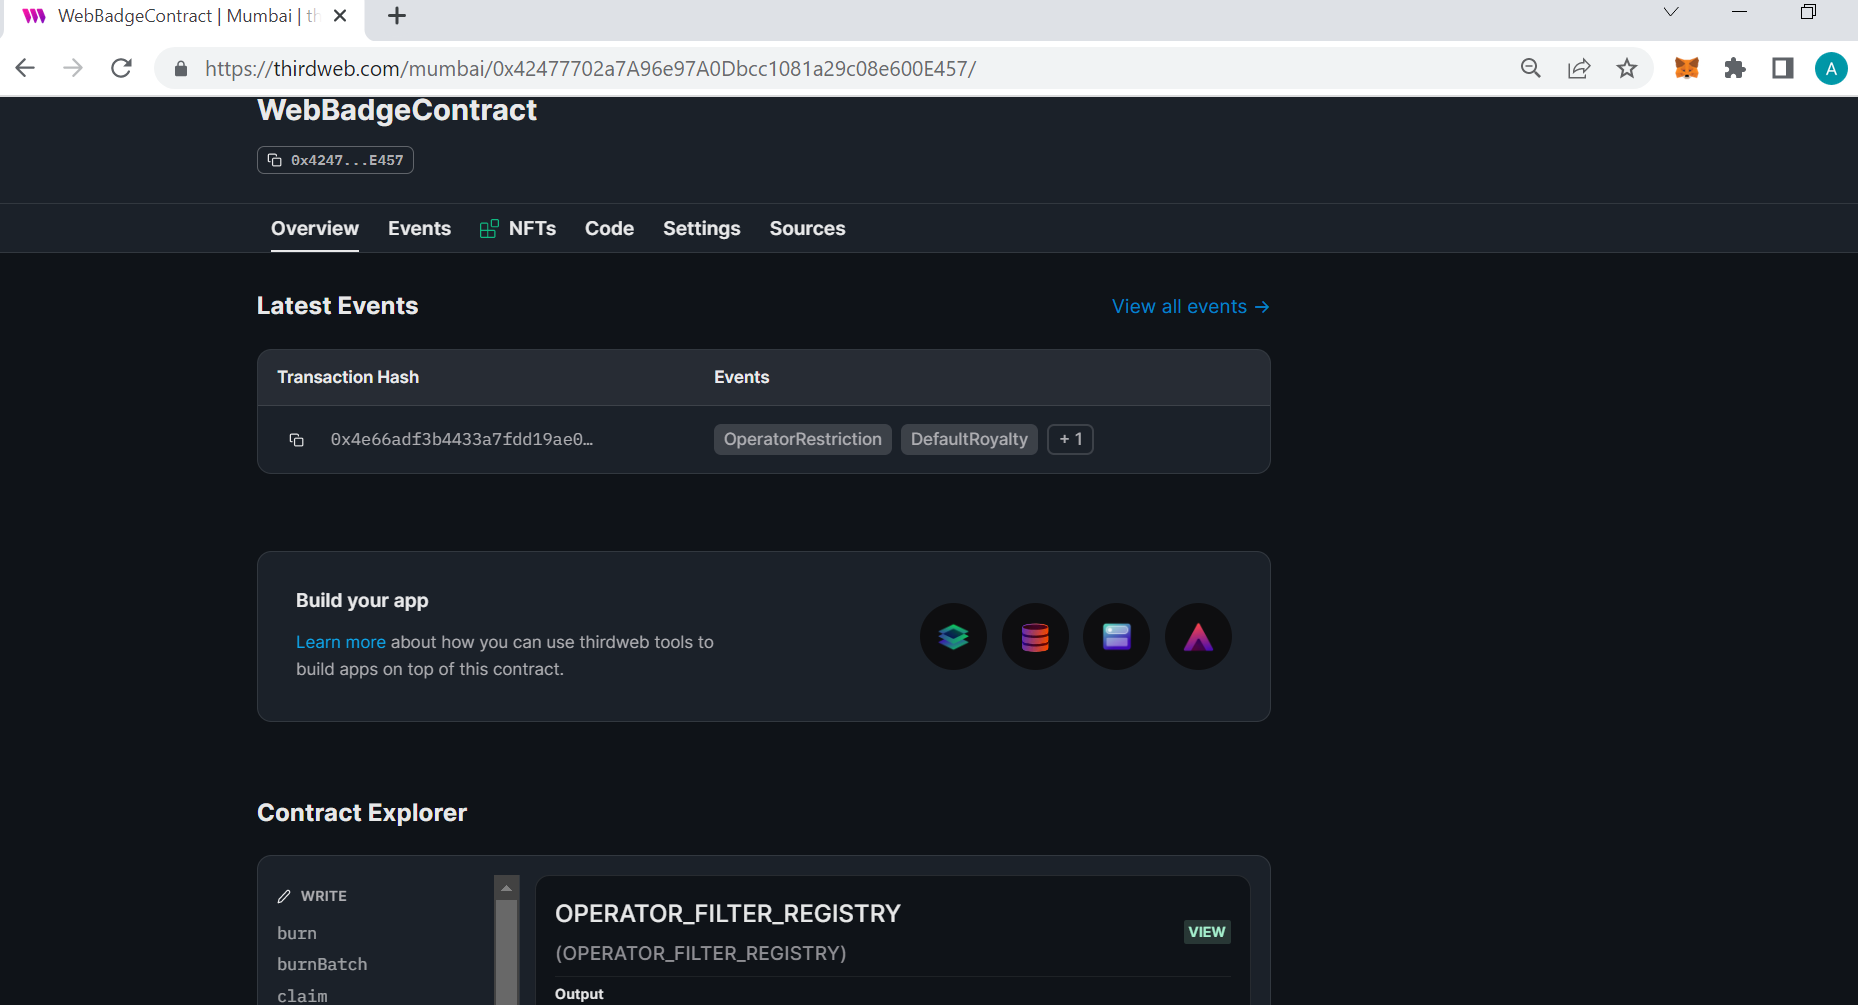 WebBadgeContract | Mumbai | th
https://thirdweb.com/mumbai/0x42477702a7A96e97A0Dbcc1081a29c08e600E457/
A
WebBadgeContract
0x4247...E457
Overview Events NFTs Code Settings Sources
Latest Events
View all events →
Transaction Hash Events
0x4e66adf3b4433a7fdd19ae0… OperatorRestriction DefaultRoyalty + 1
Build your app
Learn more about how you can use thirdweb tools to
build apps on top of this contract.
Contract Explorer
WRITE
burn
burnBatch
claim
OPERATOR_FILTER_REGISTRY
(OPERATOR_FILTER_REGISTRY)
VIEW
Output